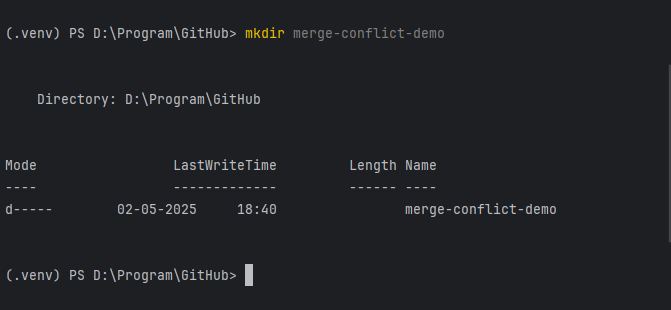 (.venv) PS D:\Program\GitHub> mkdir merge-conflict-demo
Directory: D:\Program\GitHub
Mode                 LastWriteTime         Length Name
----                 -------------         ------ ----
d-----        02-05-2025     18:40                merge-conflict-demo
(.venv) PS D:\Program\GitHub>